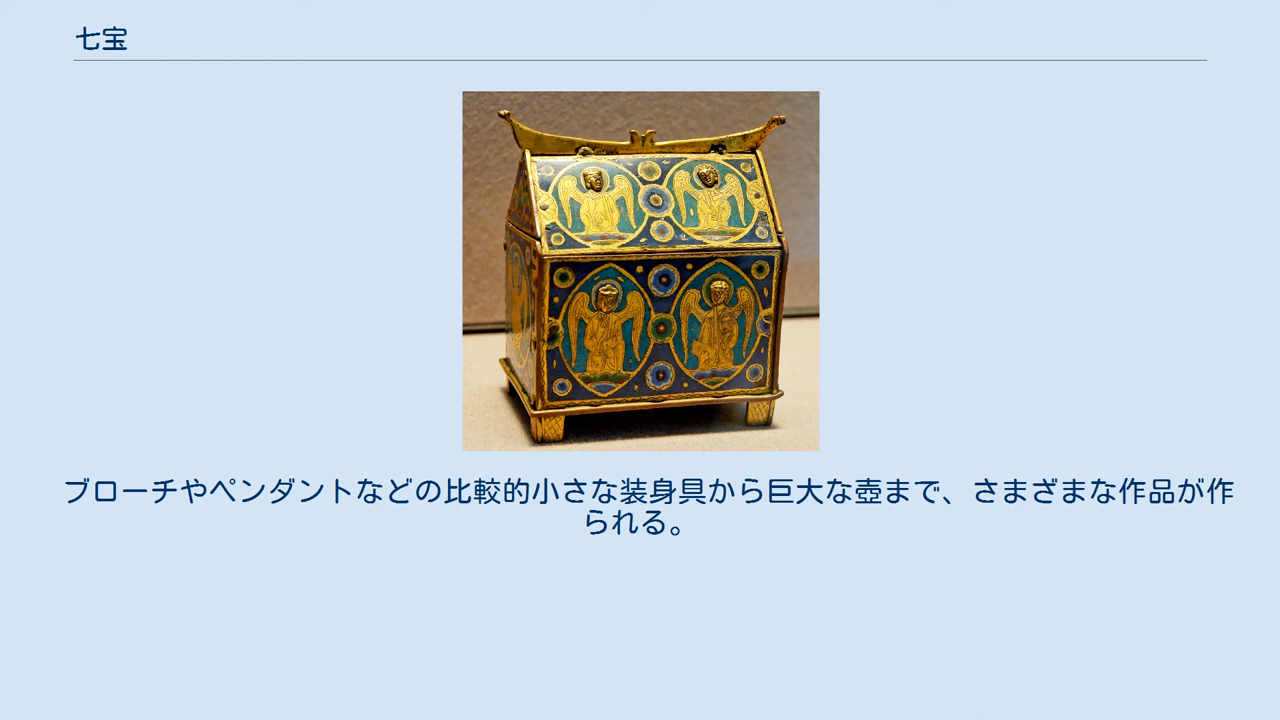 七宝
ブローチやペンダントなどの比較的小さな装身具から巨大な壺まで、さまざまな作品が作
られる。